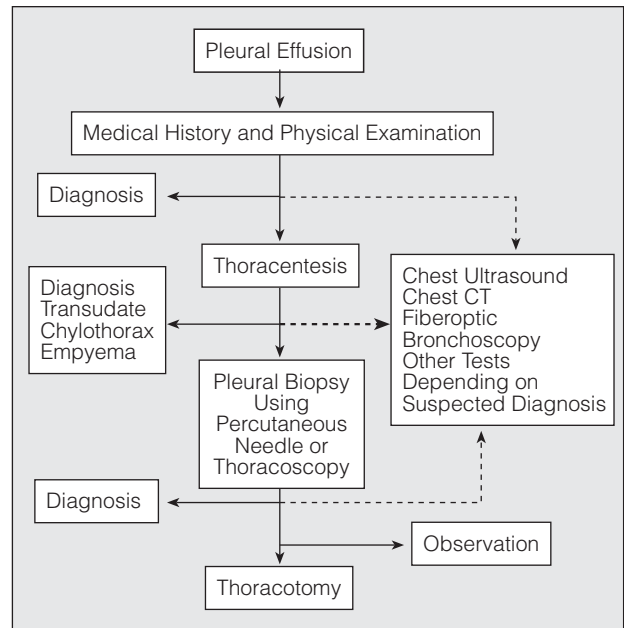 Pleural Effusion
Medical History and Physical Examination
Diagnosis
Thoracentesis
Diagnosis
Transudate
Chylothorax
Empyema
Chest Ultrasound
Chest CT
Fiberoptic
Bronchoscopy
Other Tests
Depending on
Suspected Diagnosis
Pleural Biopsy
Using
Percutaneous
Needle or
Thoracoscopy
Diagnosis
Observation
Thoracotomy